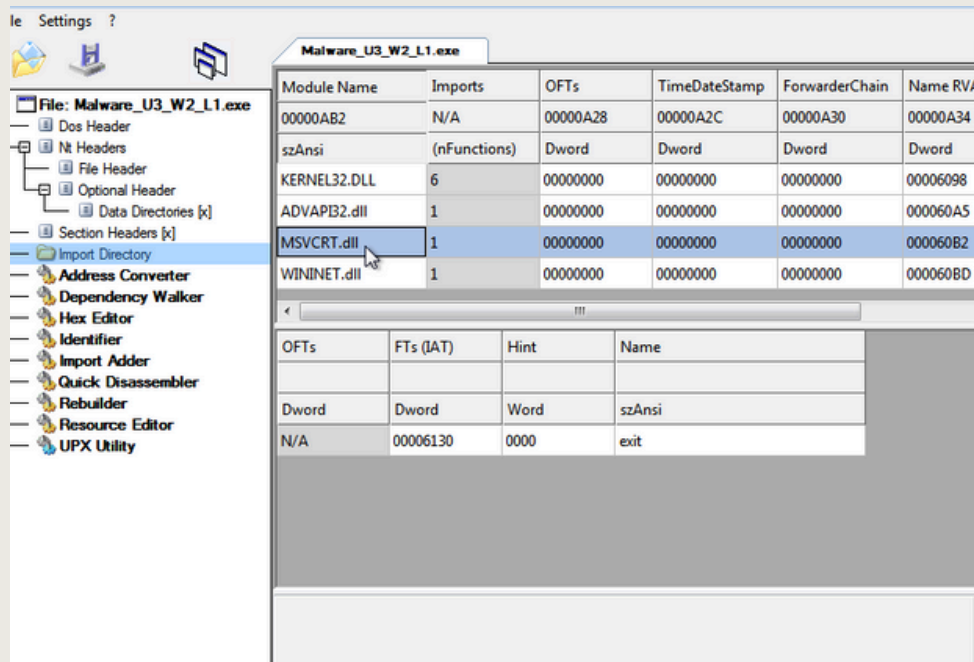 le Settings ?
Malware_U3_W2_L1.exe
File: Malware_U3_W2_L1.exe
Dos Header
Nt Headers
File Header
Optional Header
Data Directories [x]
Section Headers [x]
Import Directory
Address Converter
Dependency Walker
Hex Editor
Identifier
Import Adder
Quick Disassembler
Rebuilder
Resource Editor
UPX Utility
Module Name Imports OFTs TimeDateStamp ForwarderChain Name RVA
00000AB2 N/A 00000A28 00000A2C 00000A30 00000A34
szAnsi (nFunctions) Dword Dword Dword Dword
KERNEL32.DLL 6 00000000 00000000 00000000 00006098
ADVAPI32.dll 1 00000000 00000000 00000000 000060A5
MSVCRT.dll 1 00000000 00000000 00000000 000060B2
WININET.dll 1 00000000 00000000 00000000 000060BD
OFTs FTs (IAT) Hint Name
Dword Dword Word szAnsi
N/A 00006130 0000 exit